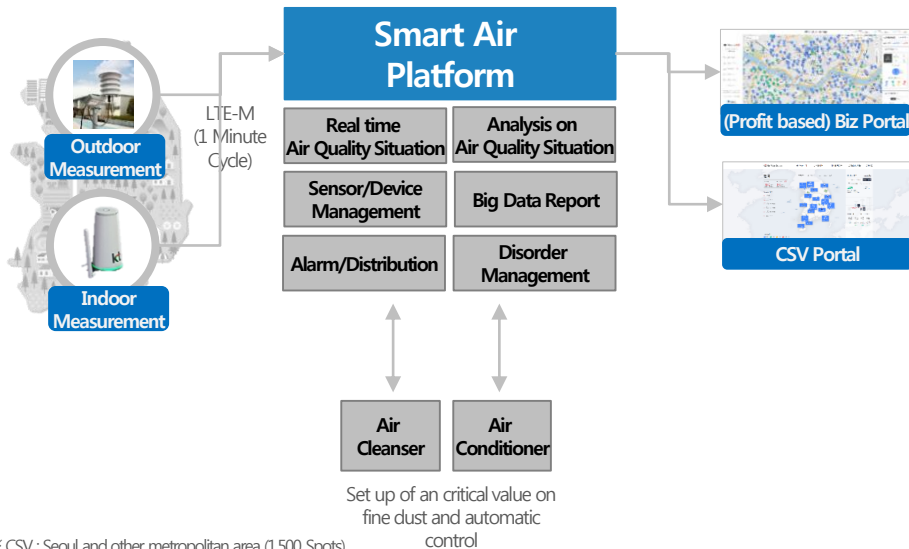 Smart Air
Platform
Outdoor
Measurement
LTE-M
(1 Minute
Cycle)
kt
Indoor
Measurement
Real time
Air Quality Situation
Analysis on
Air Quality Situation
Sensor/Device
Management
Big Data Report
Alarm/Distribution
Disorder
Management
(Profit based) Biz Portal
CSV Portal
Air
Cleanser
Air
Conditioner
Set up of an critical value on
fine dust and automatic
control
CSV : Seoul and other metropolitan area (1,500 Spots)